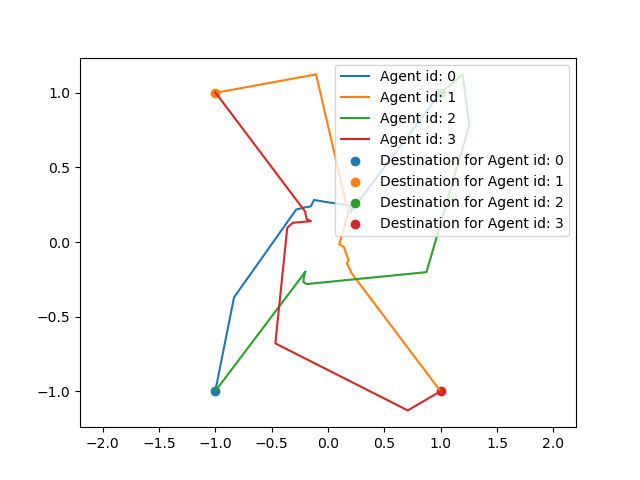 1.0
0.5
0.0
−0.5
−1.0
−2.0 −1.5 −1.0 −0.5 0.0 0.5 1.0 1.5 2.0
Agent id: 0
Agent id: 1
Agent id: 2
Agent id: 3
Destination for Agent id: 0
Destination for Agent id: 1
Destination for Agent id: 2
Destination for Agent id: 3